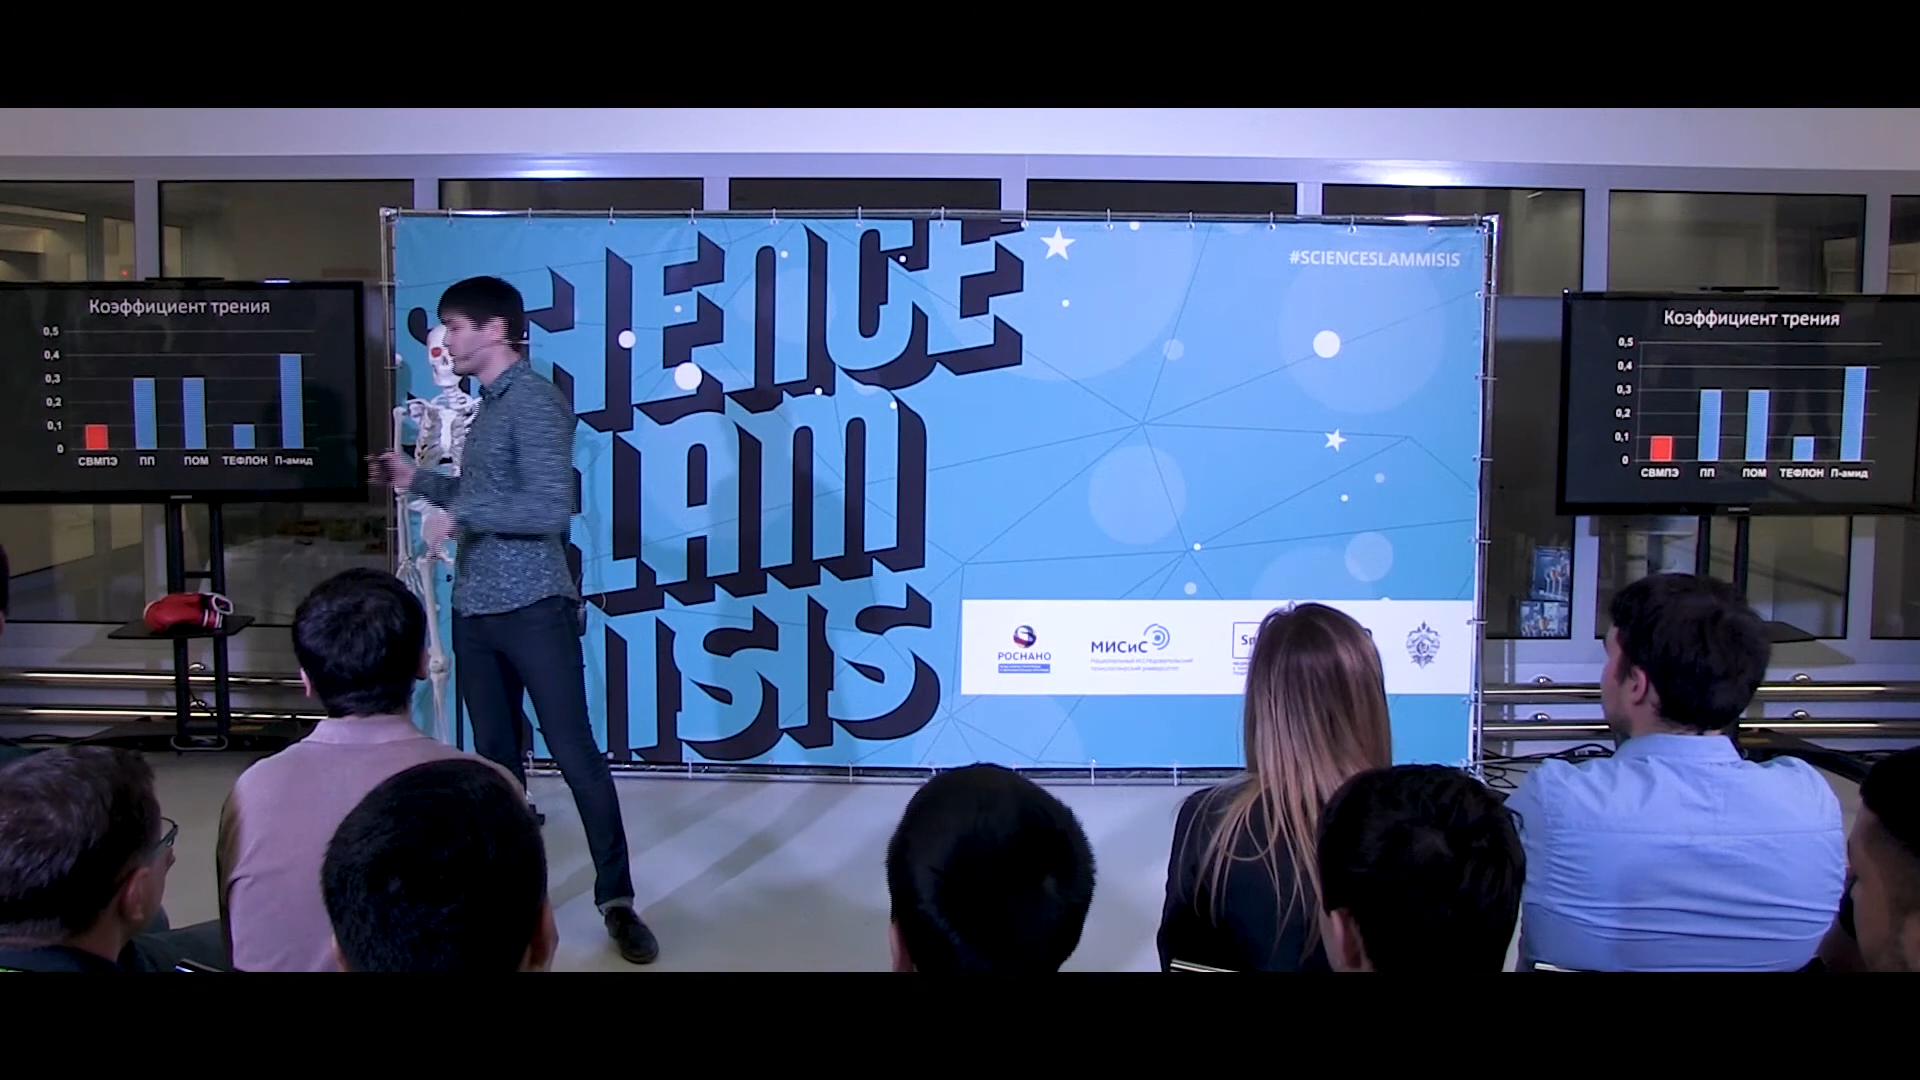 Коэффициент трения
0,5
0,4
0,3
0,2
0,1
0
СВМПЭ ПП ПОМ ТЕФЛОН П-амид
SCIENCE
SLAM
MISIS
#SCIENCESLAMMISIS
РОСНАНО
МИСиС
Sp
Коэффициент трения
0,5
0,4
0,3
0,2
0,1
0
СВМПЭ ПП ПОМ ТЕФЛОН П-амид